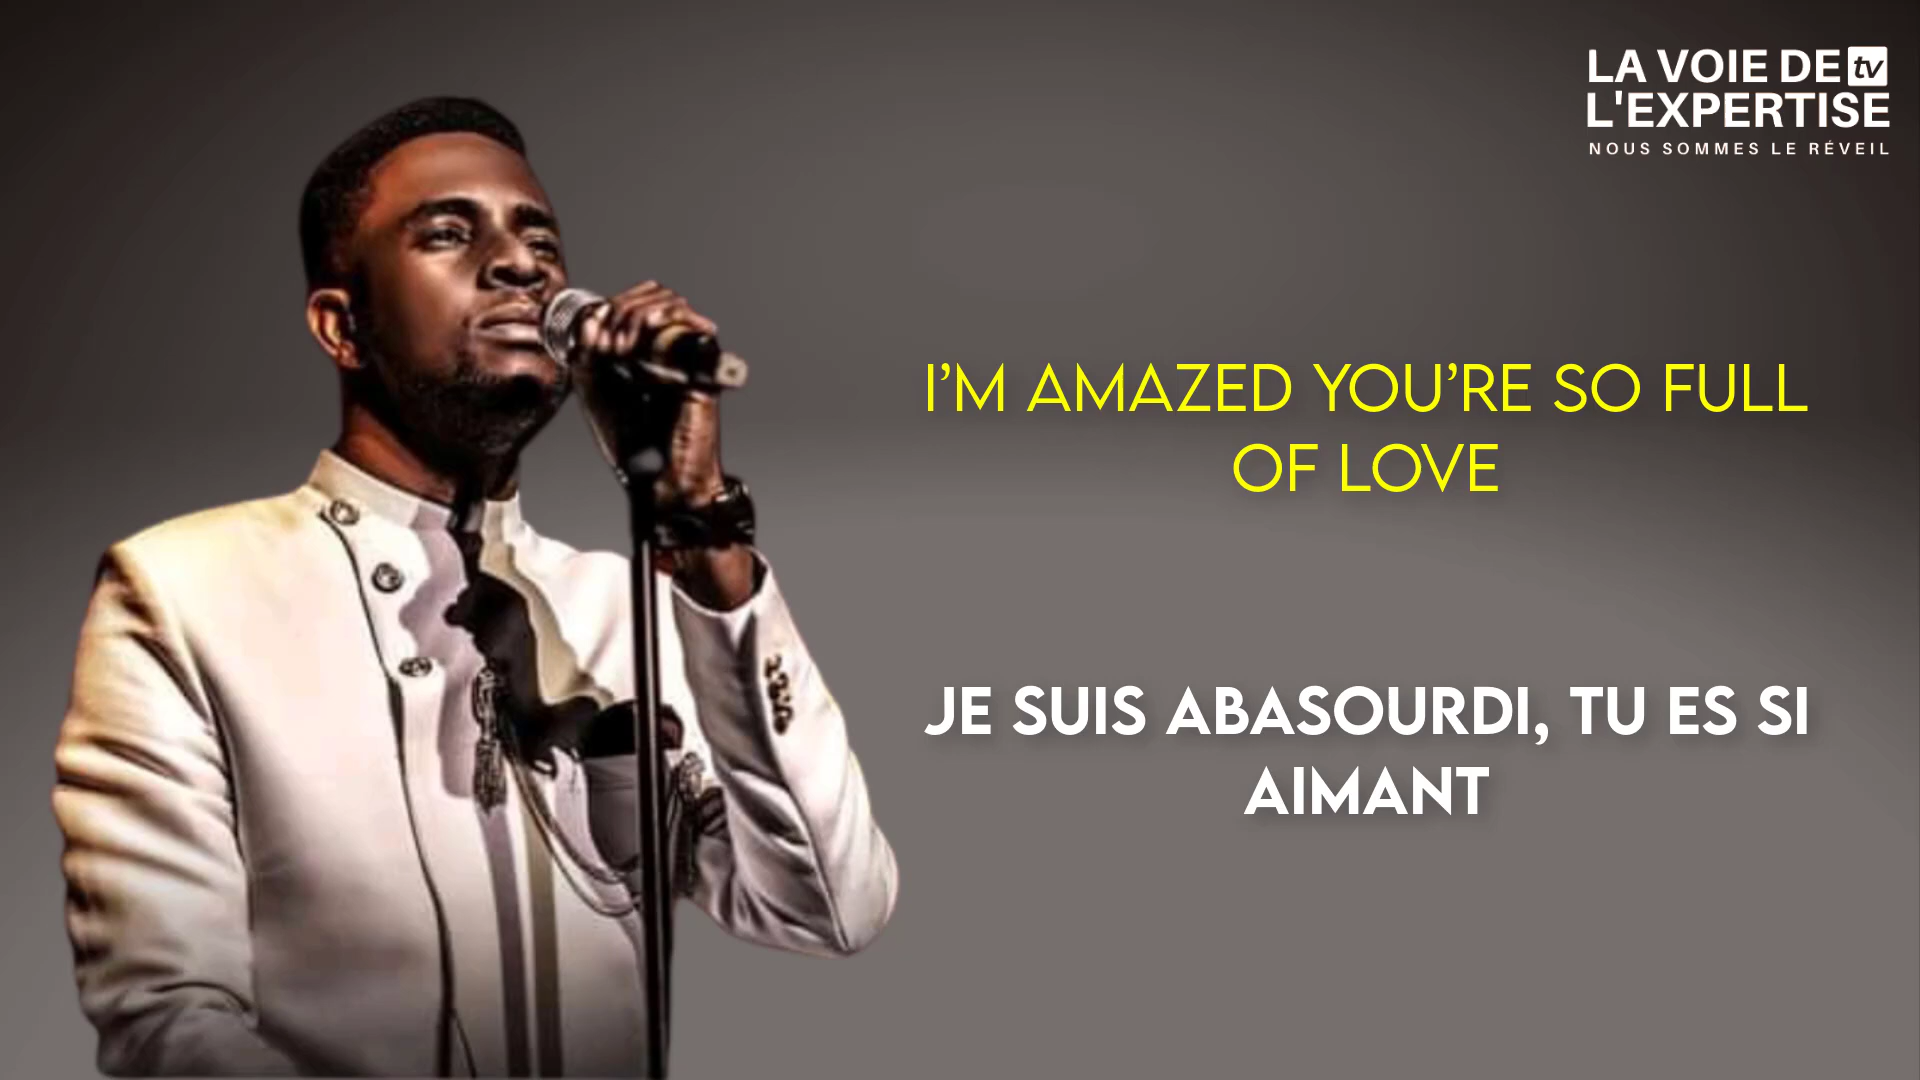 LA VOIE DE tv
L'EXPERTISE
NOUS SOMMES LE RÉVEIL
I’M AMAZED YOU’RE SO FULL
OF LOVE
JE SUIS ABASOURDI, TU ES SI
AIMANT